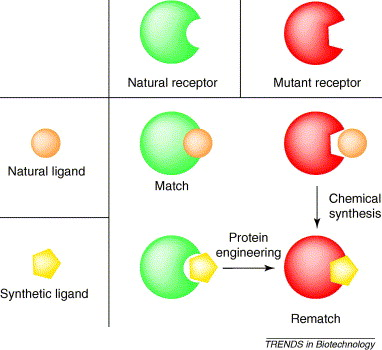 Natural receptor
Mutant receptor
Natural ligand
Match
Chemical
synthesis
Protein
engineering
Synthetic ligand
Rematch
TRENDS in Biotechnology